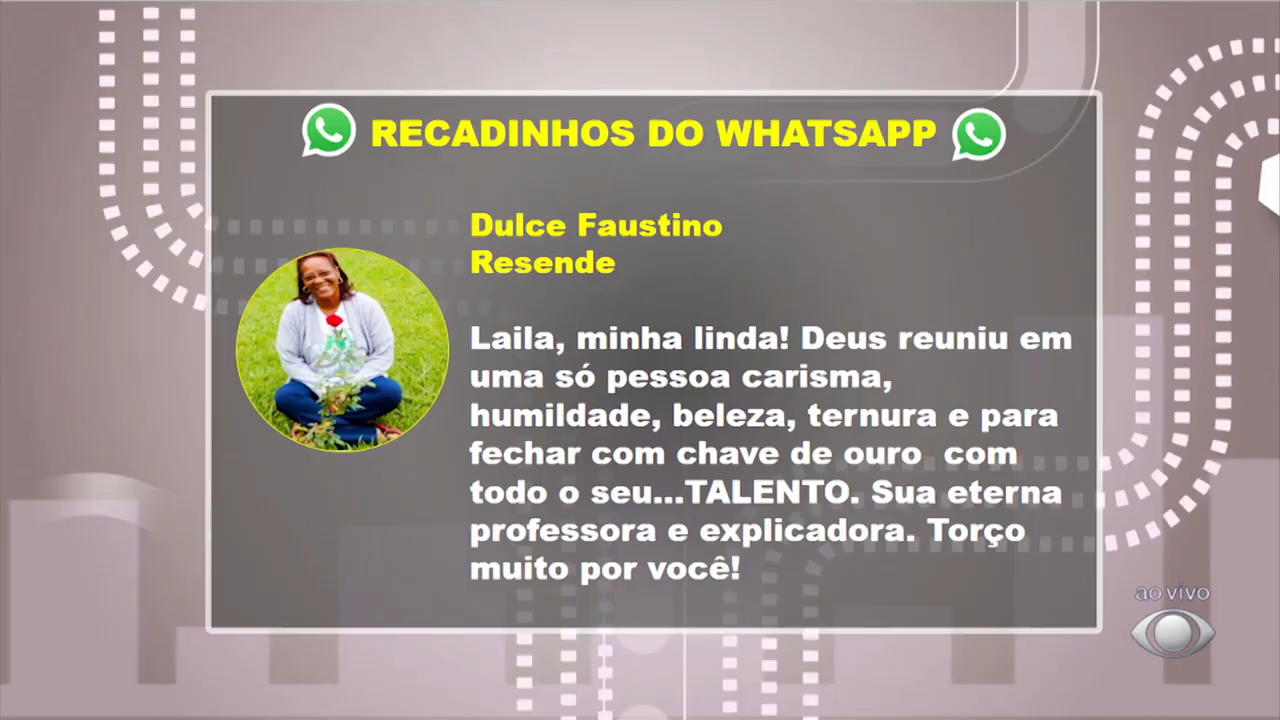 RECADINHOS DO WHATSAPP
Dulce Faustino
Resende
Laila, minha linda! Deus reuniu em
uma só pessoa carisma,
humildade, beleza, ternura e para
fechar com chave de ouro  com
todo o seu...TALENTO. Sua eterna
professora e explicadora. Torço
muito por você!
ao vivo